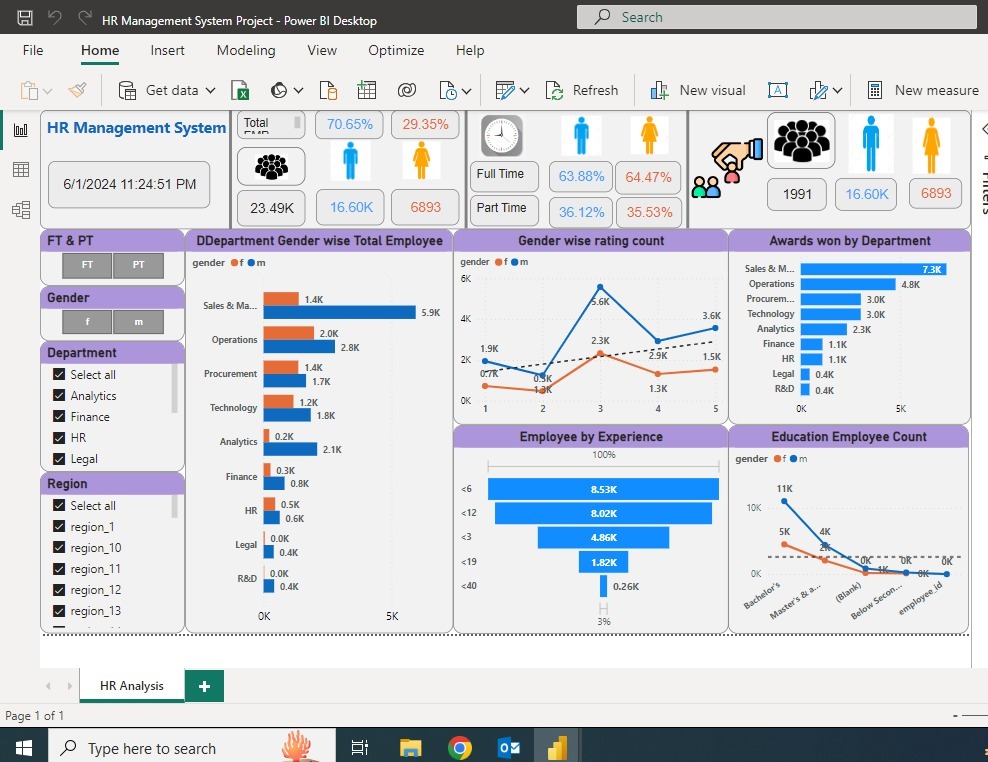 HR Management System Project - Power BI Desktop
Search
File Home Insert Modeling View Optimize Help
Get data Refresh New visual New measure
HR Management System
6/1/2024 11:24:51 PM
Total
23.49K
70.65% 29.35%
16.60K 6893
Full Time 63.88% 64.47%
Part Time 36.12% 35.53%
1991 16.60K 6893
Filters
FT & PT
FT PT
Gender
f m
Department
Select all
Analytics
Finance
HR
Legal
Region
Select all
region_1
region_10
region_11
region_12
region_13
DDepartment Gender wise Total Employee
gender f m
Sales & Ma... 1.4K 5.9K
Operations 2.0K 2.8K
Procurement 1.4K 1.7K
Technology 1.2K 1.8K
Analytics 0.2K 2.1K
Finance 0.3K 0.8K
HR 0.5K 0.6K
Legal 0.0K 0.4K
R&D 0.0K 0.4K
0K 5K
Gender wise rating count
gender f m
6K
5.6K
4K
3.6K
1.9K 2.3K 2.9K
2K
0.7K 1.3K 1.3K 1.5K
0K
1 2 3 4 5
Awards won by Department
Sales & M... 7.3K
Operations 4.8K
Procurem... 3.0K
Technology 3.0K
Analytics 2.3K
Finance 1.1K
HR 1.1K
Legal 0.4K
R&D 0.4K
0K 5K
Employee by Experience
100%
<6 8.53K
<12 8.02K
<3 4.86K
<19 1.82K
<40 0.26K
3%
Education Employee Count
gender f m
11K
10K
5K 4K
2K 0K 1K 0K 0K 0K
0K
Bachelor's Master's & a... (Blank) Below Secon... employee_id
HR Analysis
+
Page 1 of 1
-
Type here to search